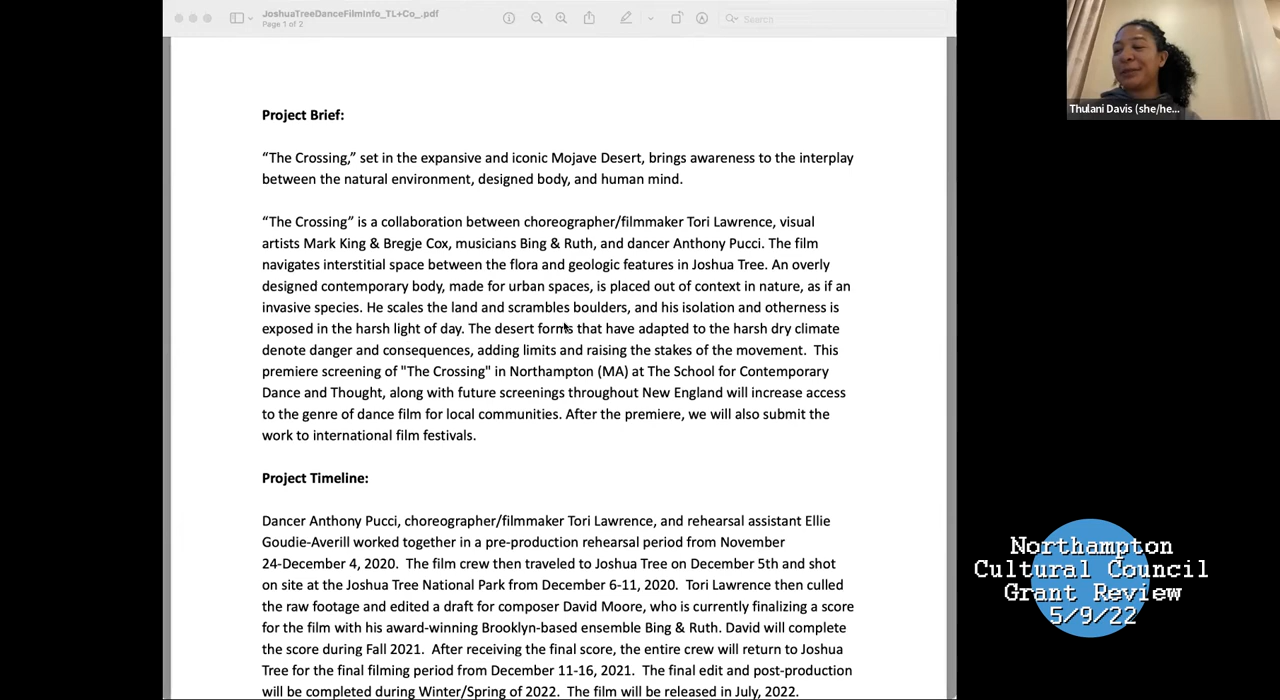 JoshuaTreeDanceFilmInfo_TL+Co_.pdf
Page 1 of 2
Search
Thulani Davis (she/he...
Project Brief:
“The Crossing,” set in the expansive and iconic Mojave Desert, brings awareness to the interplay
between the natural environment, designed body, and human mind.
“The Crossing” is a collaboration between choreographer/filmmaker Tori Lawrence, visual
artists Mark King & Bregje Cox, musicians Bing & Ruth, and dancer Anthony Pucci. The film
navigates interstitial space between the flora and geologic features in Joshua Tree. An overly
designed contemporary body, made for urban spaces, is placed out of context in nature, as if an
invasive species. He scales the land and scrambles boulders, and his isolation and otherness is
exposed in the harsh light of day. The desert forms that have adapted to the harsh dry climate
denote danger and consequences, adding limits and raising the stakes of the movement. This
premiere screening of "The Crossing" in Northampton (MA) at The School for Contemporary
Dance and Thought, along with future screenings throughout New England will increase access
to the genre of dance film for local communities. After the premiere, we will also submit the
work to international film festivals.
Project Timeline:
Dancer Anthony Pucci, choreographer/filmmaker Tori Lawrence, and rehearsal assistant Ellie
Goudie-Averill worked together in a pre-production rehearsal period from November
24-December 4, 2020. The film crew then traveled to Joshua Tree on December 5th and shot
on site at the Joshua Tree National Park from December 6-11, 2020. Tori Lawrence then culled
the raw footage and edited a draft for composer David Moore, who is currently finalizing a score
for the film with his award-winning Brooklyn-based ensemble Bing & Ruth. David will complete
the score during Fall 2021. After receiving the final score, the entire crew will return to Joshua
Tree for the final filming period from December 11-16, 2021. The final edit and post-production
will be completed during Winter/Spring of 2022. The film will be released in July, 2022.
Northampton
Cultural Council
Grant Review
5/9/22